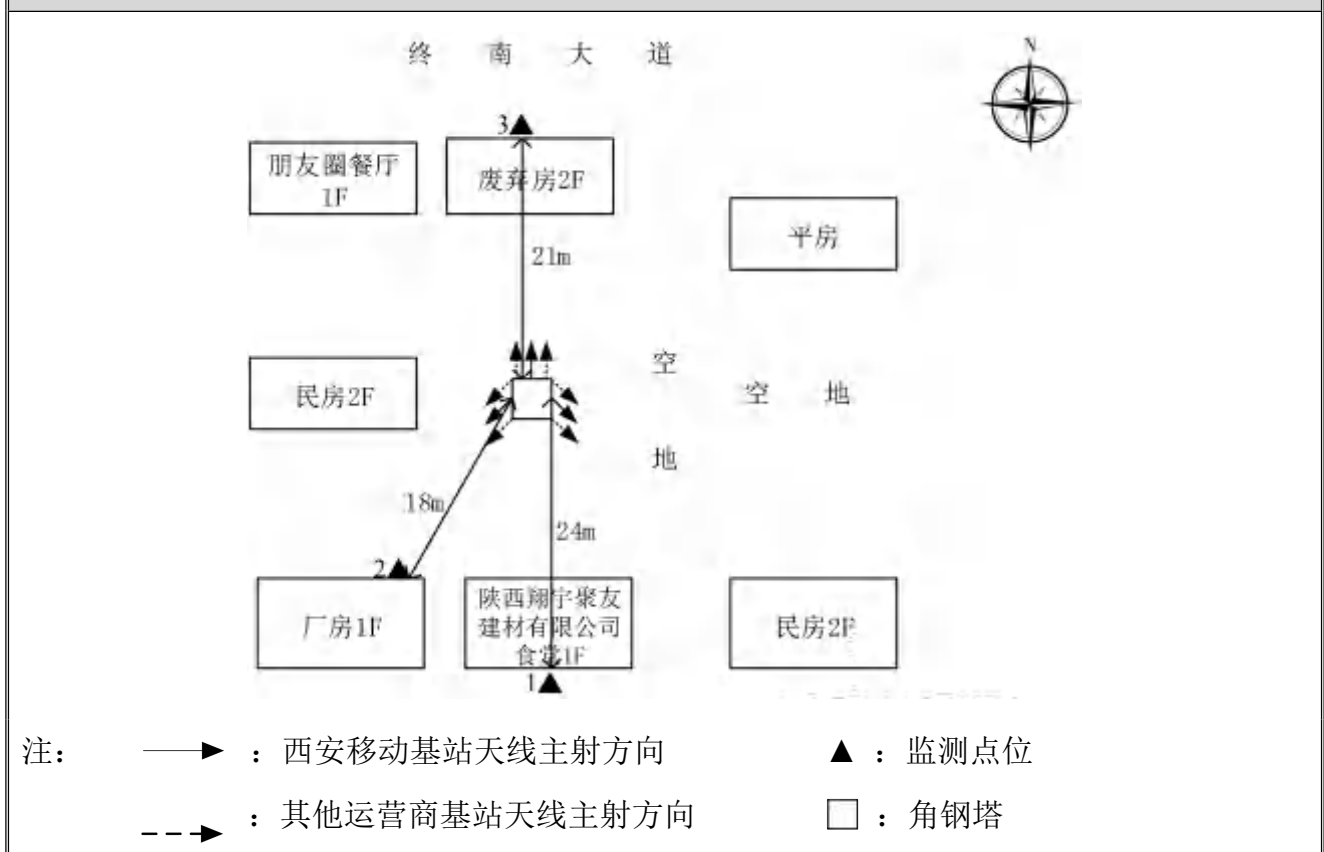 终 南 大 道
N
3
朋友圈餐厅
1F
废弃房2F
平房
21m
民房2F
空
地
空 地
18m
24m
2
厂房1F
陕西翔宇聚友
建材有限公司
食堂1F
民房2F
1
注： ：西安移动基站天线主射方向 ▲ ：监测点位
：其他运营商基站天线主射方向 □ ：角钢塔